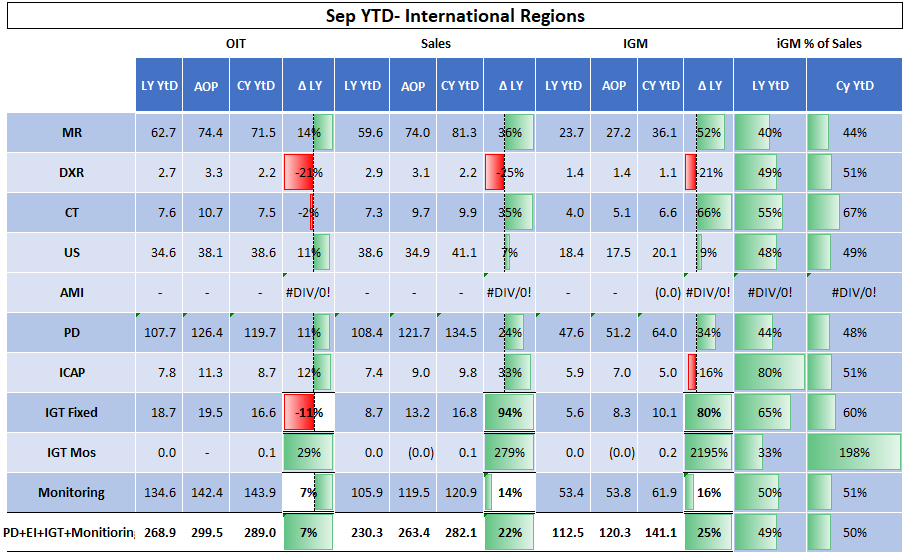 Sep YTD- International Regions
OIT Sales IGM iGM % of Sales
LY YtD AOP CY YtD Δ LY LY YtD AOP CY YtD Δ LY LY YtD AOP CY YtD Δ LY LY YtD Cy YtD
MR 62.7 74.4 71.5 14% 59.6 74.0 81.3 36% 23.7 27.2 36.1 52% 40% 44%
DXR 2.7 3.3 2.2 -21% 2.9 3.1 2.2 -25% 1.4 1.4 1.1 -21% 49% 51%
CT 7.6 10.7 7.5 -2% 7.3 9.7 9.9 35% 4.0 5.1 6.6 66% 55% 67%
US 34.6 38.1 38.6 11% 38.6 34.9 41.1 7% 18.4 17.5 20.1 9% 48% 49%
AMI - - - #DIV/0! - - - #DIV/0! - - (0.0) #DIV/0! #DIV/0! #DIV/0!
PD 107.7 126.4 119.7 11% 108.4 121.7 134.5 24% 47.6 51.2 64.0 34% 44% 48%
ICAP 7.8 11.3 8.7 12% 7.4 9.0 9.8 33% 5.9 7.0 5.0 -16% 80% 51%
IGT Fixed 18.7 19.5 16.6 -11% 8.7 13.2 16.8 94% 5.6 8.3 10.1 80% 65% 60%
IGT Mos 0.0 - 0.1 29% 0.0 (0.0) 0.1 279% 0.0 (0.0) 0.2 2195% 33% 198%
Monitoring 134.6 142.4 143.9 7% 105.9 119.5 120.9 14% 53.4 53.8 61.9 16% 50% 51%
PD+EI+IGT+Monitioring 268.9 299.5 289.0 7% 230.3 263.4 282.1 22% 112.5 120.3 141.1 25% 49% 50%